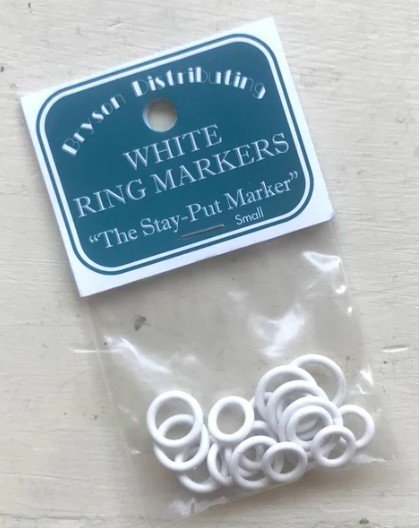 Bryson Distributing
WHITE
RING MARKERS
“The Stay-Put Marker”
Small